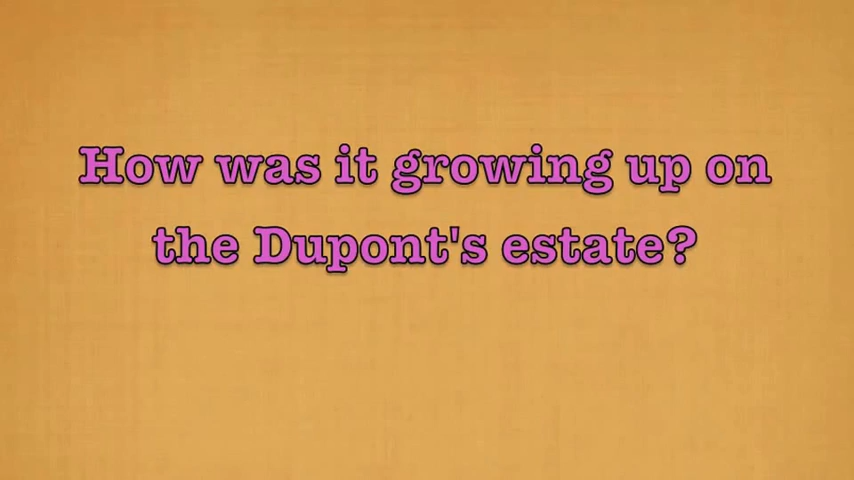 How was it growing up on
the Dupont's estate?